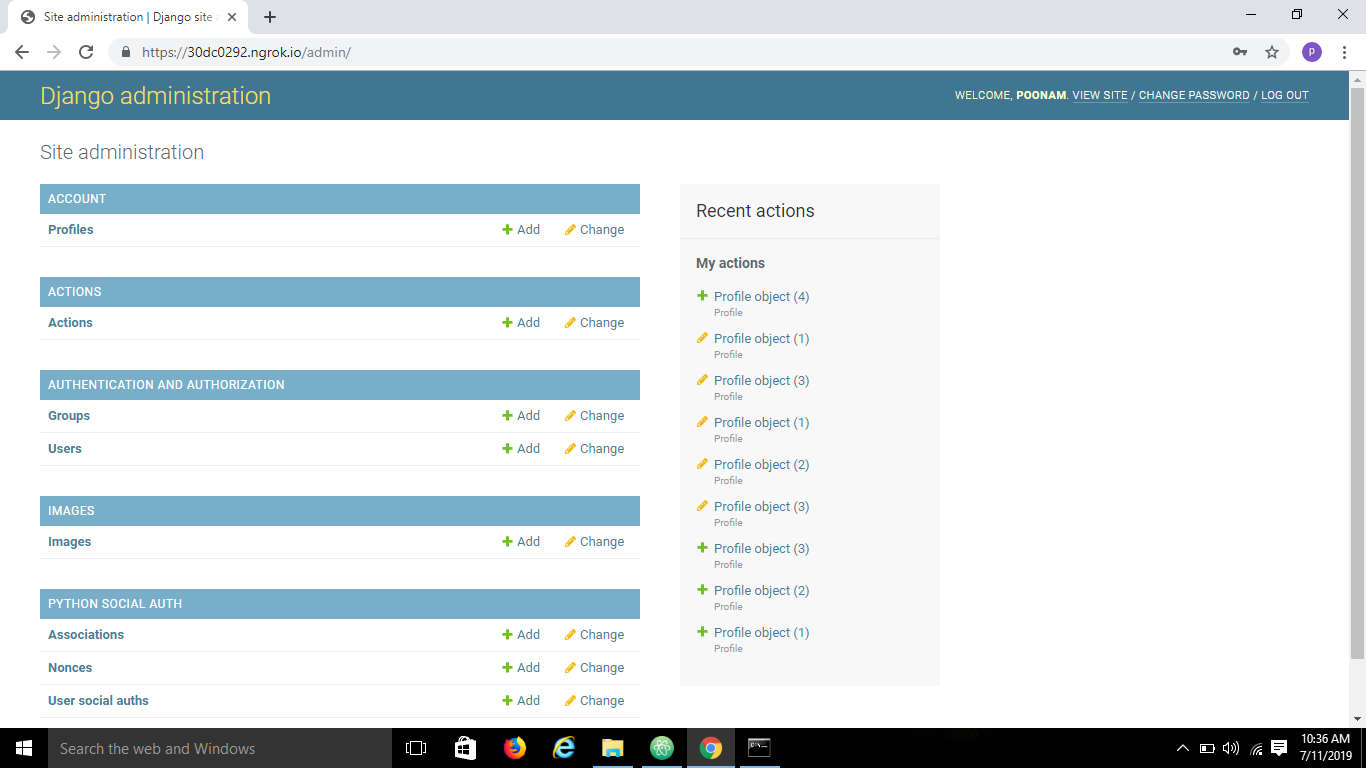 Site administration | Django site a
https://30dc0292.ngrok.io/admin/
p
Django administration
WELCOME, POONAM. VIEW SITE / CHANGE PASSWORD / LOG OUT
Site administration
ACCOUNT
Profiles Add Change
ACTIONS
Actions Add Change
AUTHENTICATION AND AUTHORIZATION
Groups Add Change
Users Add Change
IMAGES
Images Add Change
PYTHON SOCIAL AUTH
Associations Add Change
Nonces Add Change
User social auths Add Change
Recent actions
My actions
Profile object (4)
Profile
Profile object (1)
Profile
Profile object (3)
Profile
Profile object (1)
Profile
Profile object (2)
Profile
Profile object (3)
Profile
Profile object (3)
Profile
Profile object (2)
Profile
Profile object (1)
Profile
Search the web and Windows
10:36 AM
7/11/2019